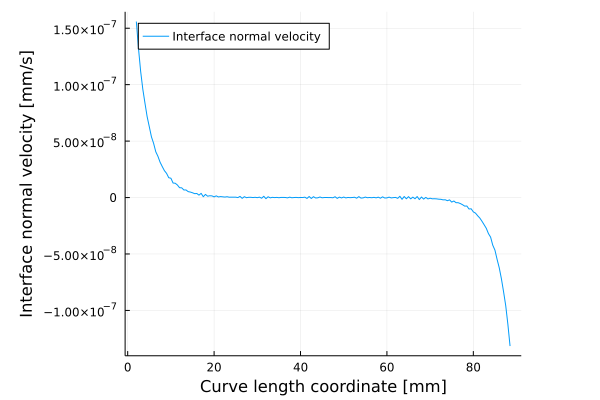 Interface normal velocity [mm/s]
1.50×10⁻⁷
1.00×10⁻⁷
5.00×10⁻⁸
0
−5.00×10⁻⁸
−1.00×10⁻⁷
Interface normal velocity
0 20 40 60 80
Curve length coordinate [mm]